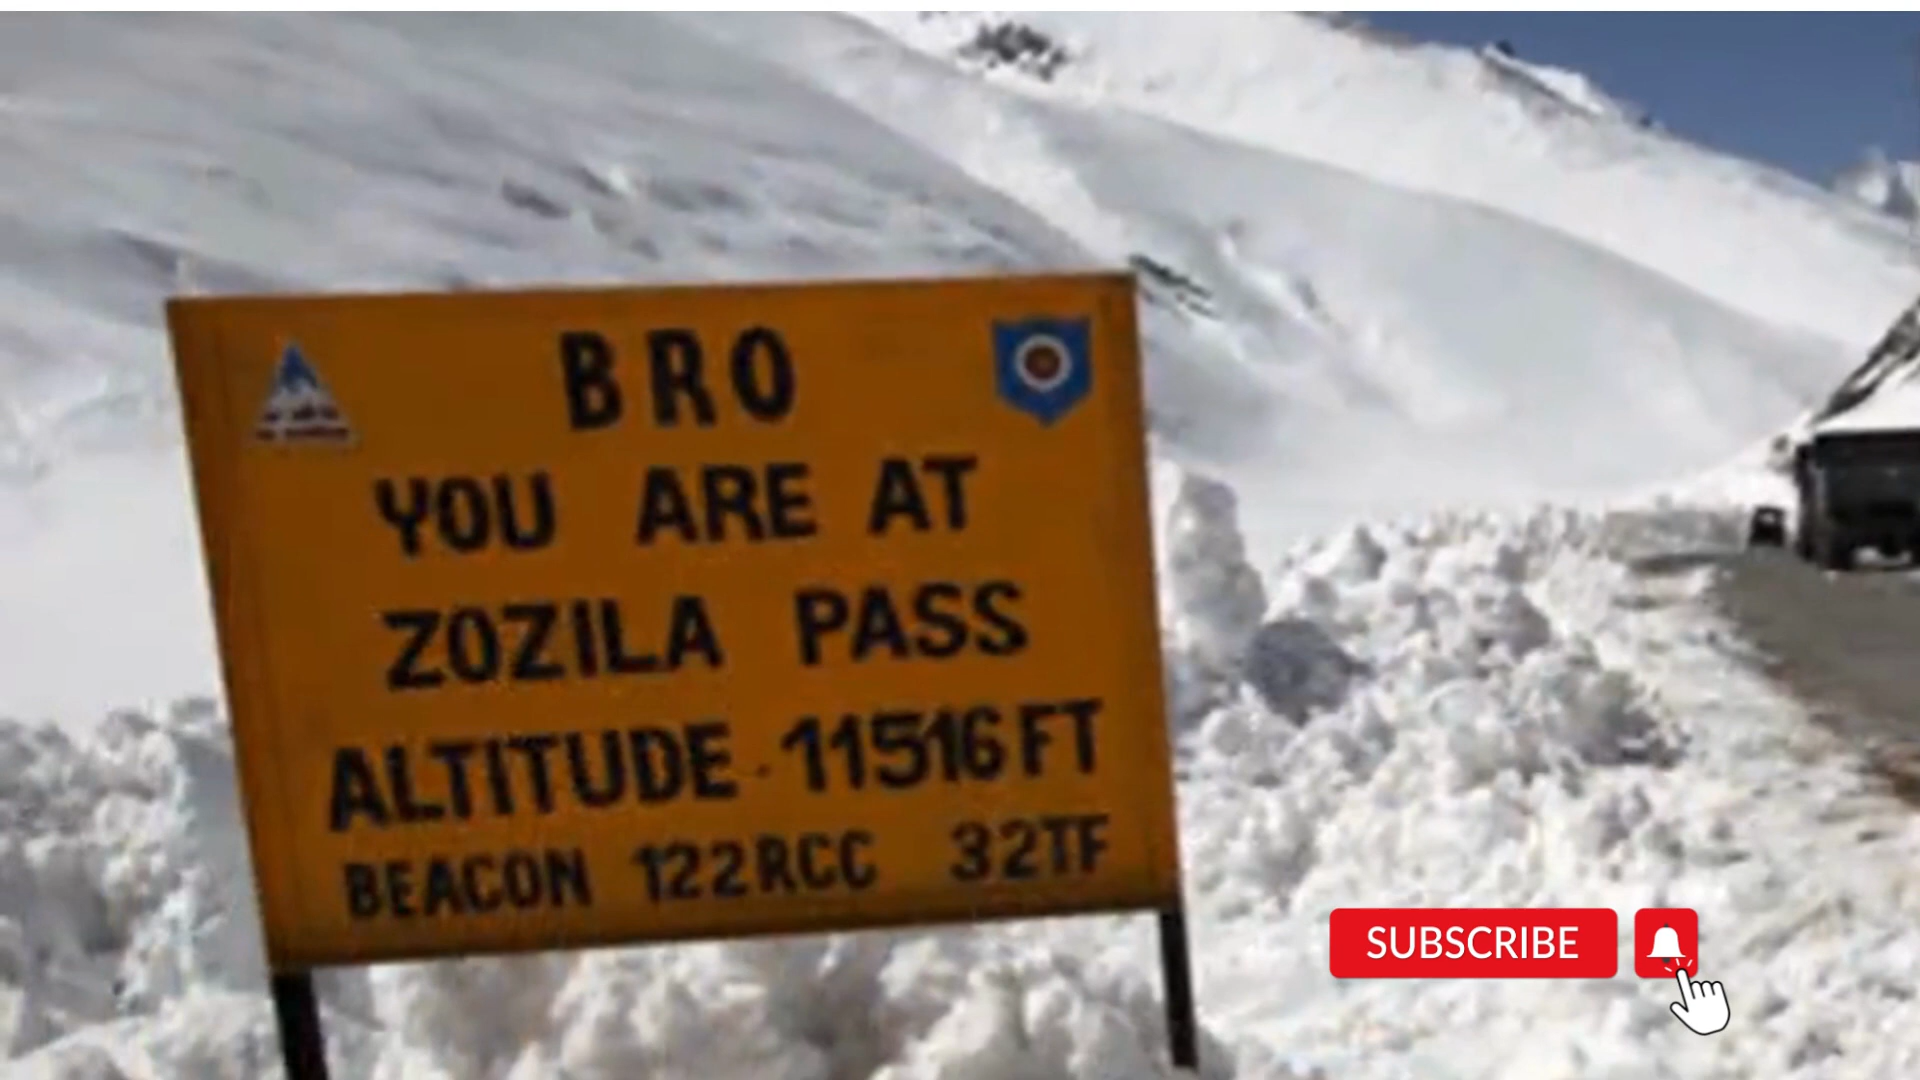 BRO
YOU ARE AT
ZOZILA PASS
ALTITUDE · 11516 FT
BEACON 122RCC 32TF
SUBSCRIBE